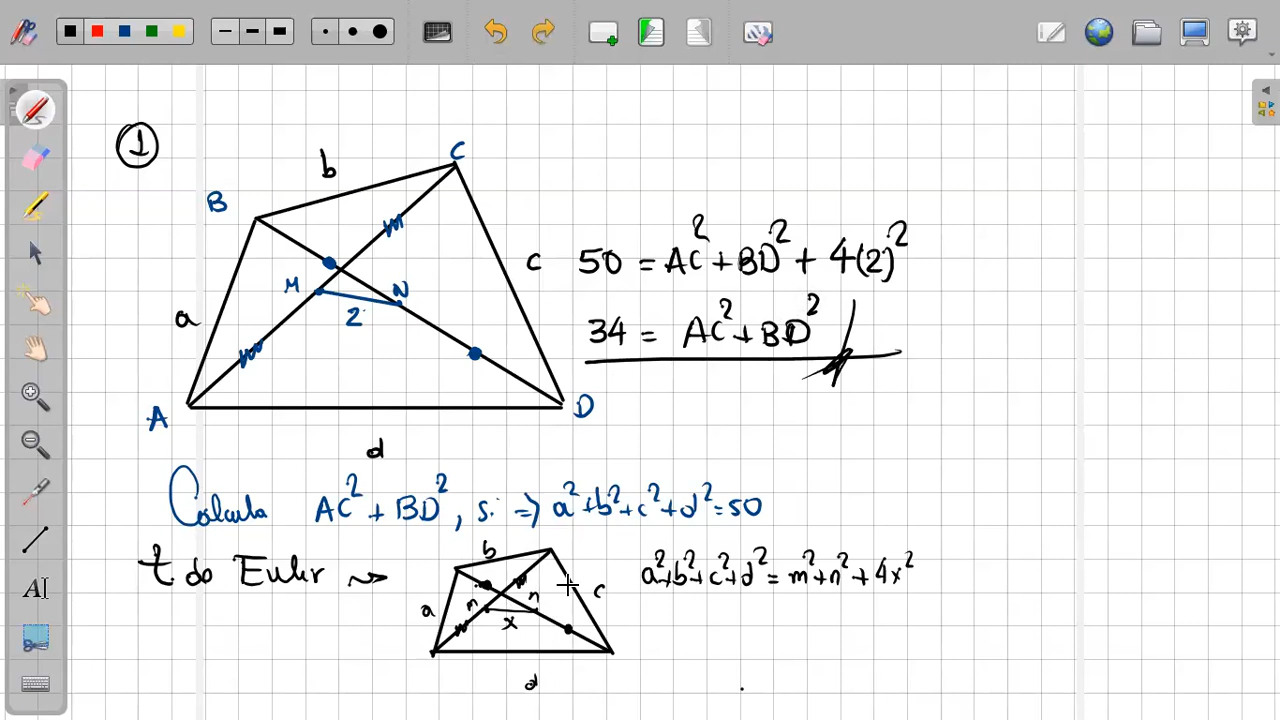 1
b
C
B
50 = AC² + BD² + 4(2)²
c
M
N
2
a
34 = AC² + BD²
A
D
d
Calcula AC² + BD², si ⇒ a² + b² + c² + d² = 50
t do Euler ⇝
b
a² + b² + c² + d² = m² + n² + 4x²
c
a
m
n
x
d